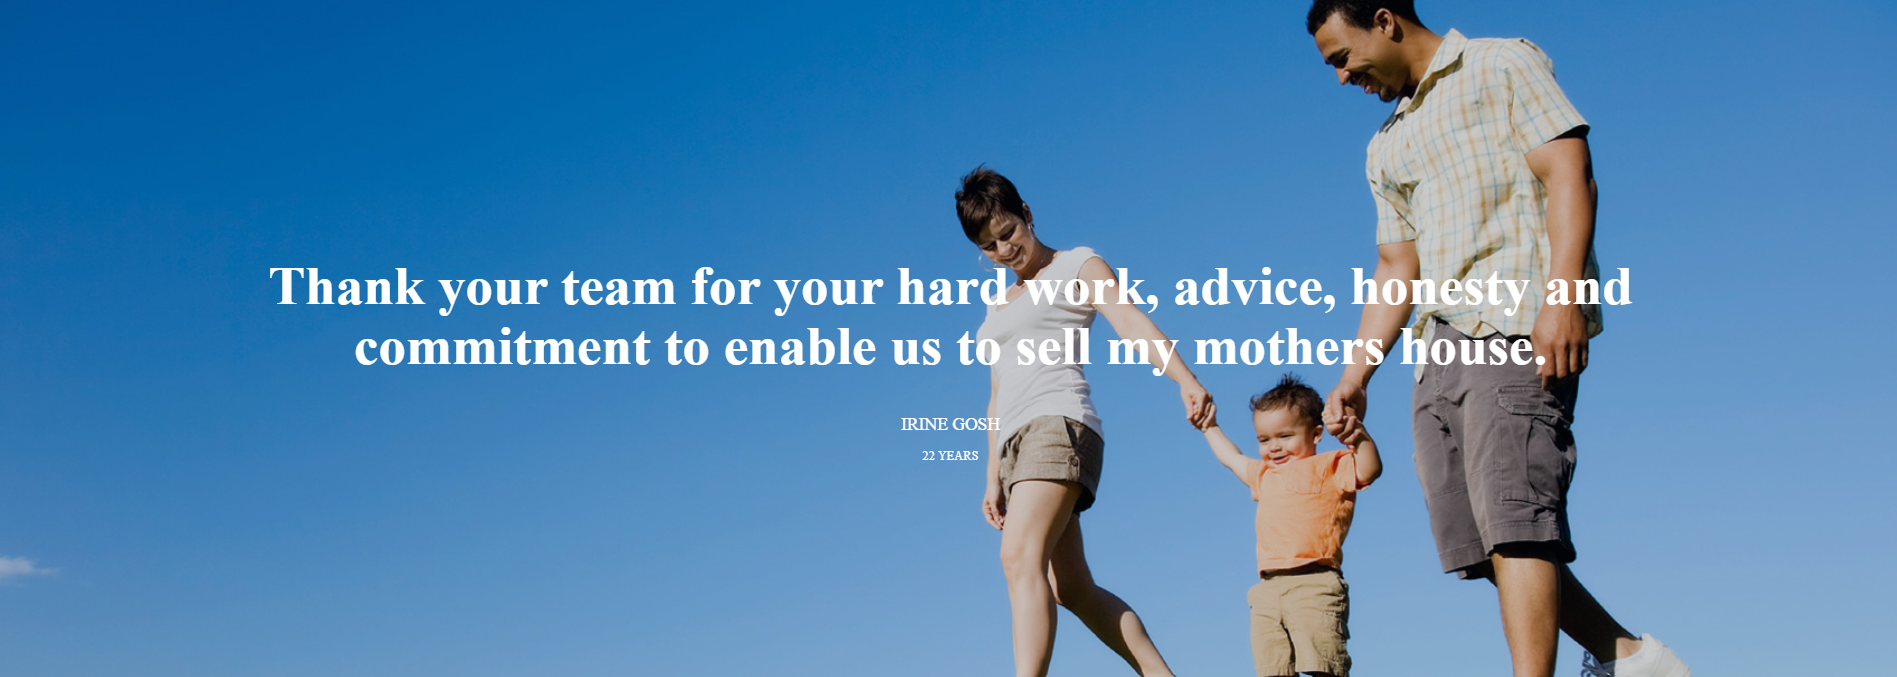 Thank your team for your hard work, advice, honesty and
commitment to enable us to sell my mothers house.
IRINE GOSH
22 YEARS